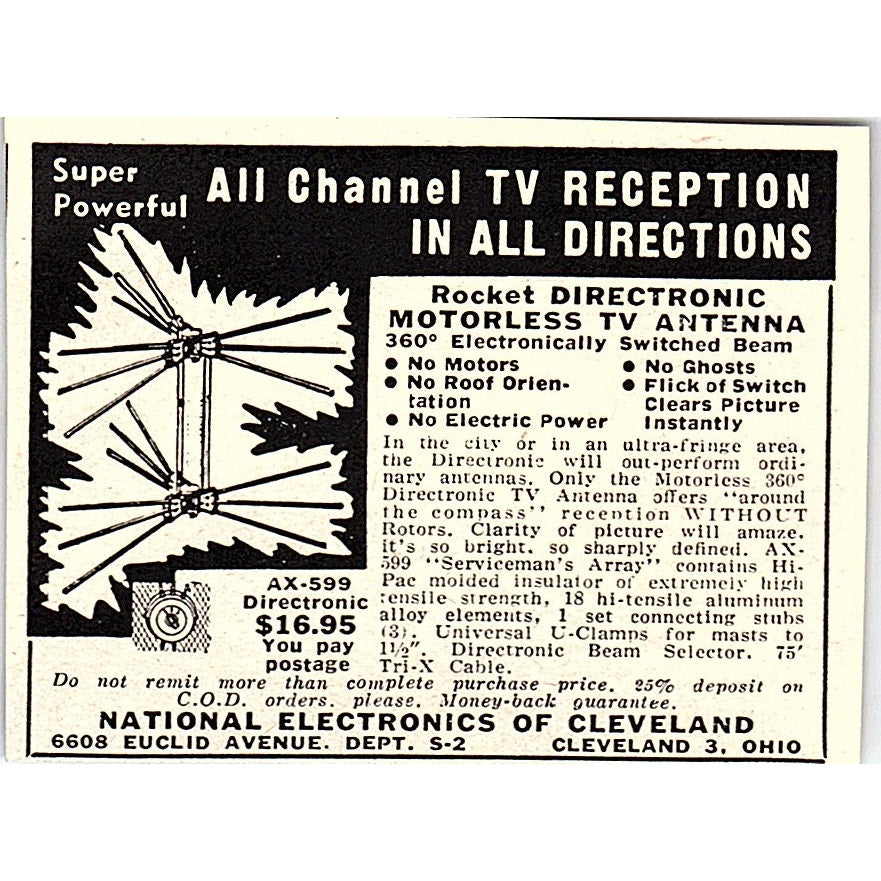 Super
Powerful
All Channel TV RECEPTION
IN ALL DIRECTIONS
Rocket DIRECTRONIC
MOTORLESS TV ANTENNA
360° Electronically Switched Beam
● No Motors
● No Roof Orien-
tation
● No Electric Power
● No Ghosts
● Flick of Switch
Clears Picture
Instantly
In the city or in an ultra-fringe area,
the Directronic will out-perform ordi-
nary antennas. Only the Motorless 360°
Directronic TV Antenna offers "around
the compass" reception WITHOUT
Rotors. Clarity of picture will amaze.
it's so bright, so sharply defined. AX-
599 "Serviceman's Array" contains Hi-
Pac molded insulator of extremely high
tensile strength, 18 hi-tensile aluminum
alloy elements, 1 set connecting stubs
(3). Universal U-Clamps for masts to
1½". Directronic Beam Selector. 75'
Tri-X Cable.
AX-599
Directronic
$16.95
You pay
postage
Do not remit more than complete purchase price. 25% deposit on
C.O.D. orders, please. Money-back guarantee.
NATIONAL ELECTRONICS OF CLEVELAND
6608 EUCLID AVENUE. DEPT. S-2 CLEVELAND 3, OHIO